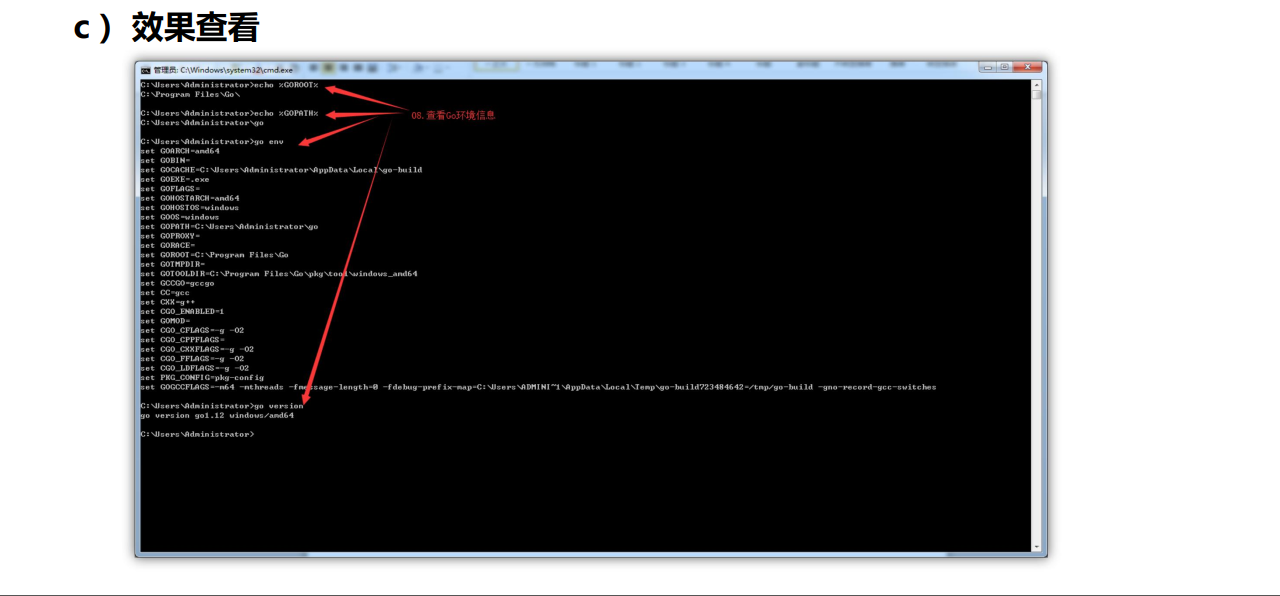 c ）效果查看
管理员: C:\Windows\system32\cmd.exe
C:\Users\Administrator>echo %GOROOT%
C:\Program Files\Go\
C:\Users\Administrator>echo %GOPATH%
08.查看Go环境信息
C:\Users\Administrator\go
C:\Users\Administrator>go env
set GOARCH=amd64
set GOBIN=
set GOCACHE=C:\Users\Administrator\AppData\Local\go-build
set GOEXE=.exe
set GOFLAGS=
set GOHOSTARCH=amd64
set GOHOSTOS=windows
set GOOS=windows
set GOPATH=C:\Users\Administrator\go
set GOPROXY=
set GORACE=
set GOROOT=C:\Program Files\Go
set GOTMPDIR=
set GOTOOLDIR=C:\Program Files\Go\pkg\tool\windows_amd64
set GCCGO=gccgo
set CC=gcc
set CXX=g++
set CGO_ENABLED=1
set GOMOD=
set CGO_CFLAGS=-g -O2
set CGO_CPPFLAGS=
set CGO_CXXFLAGS=-g -O2
set CGO_FFLAGS=-g -O2
set CGO_LDFLAGS=-g -O2
set PKG_CONFIG=pkg-config
set GOGCCFLAGS=-m64 -mthreads -fmessage-length=0 -fdebug-prefix-map=C:\Users\ADMINI~1\AppData\Local\Temp\go-build723484642=/tmp/go-build -gno-record-gcc-switches
C:\Users\Administrator>go version
go version go1.12 windows/amd64
C:\Users\Administrator>